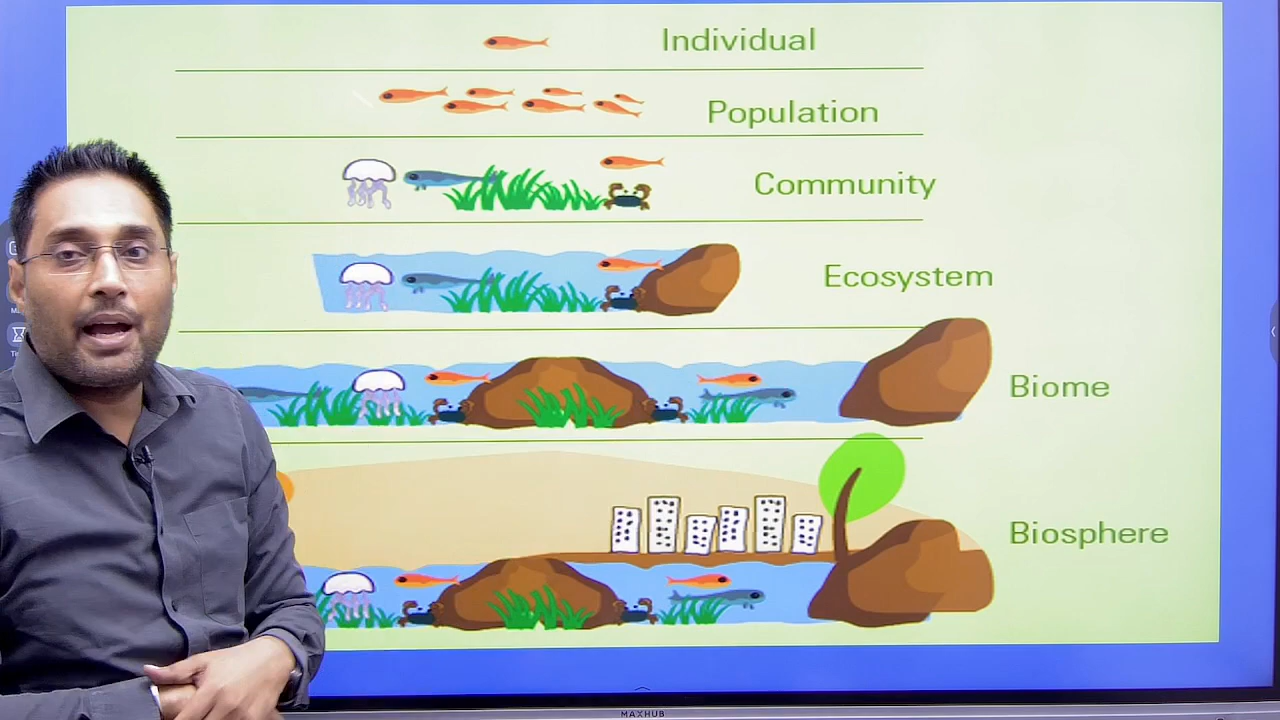 Individual
Population
Community
Ecosystem
Biome
Biosphere
MAXHUB